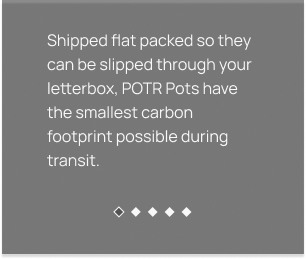 Shipped flat packed so they
can be slipped through your
letterbox, POTR Pots have
the smallest carbon
footprint possible during
transit.